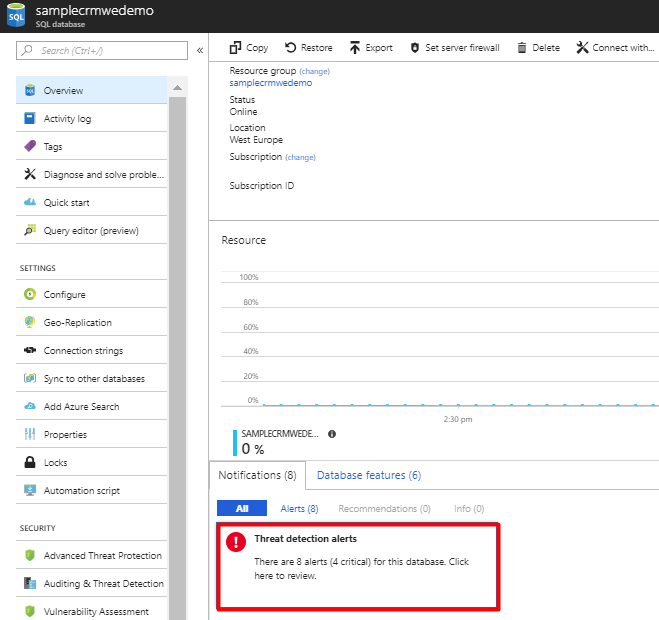 samplecrmwedemo
SQL database
Search (Ctrl+/)
«
Overview
Activity log
Tags
Diagnose and solve proble...
Quick start
Query editor (preview)
SETTINGS
Configure
Geo-Replication
Connection strings
Sync to other databases
Add Azure Search
Properties
Locks
Automation script
SECURITY
Advanced Threat Protection
Auditing & Threat Detection
Vulnerability Assessment
Copy Restore Export Set server firewall Delete Connect with...
Resource group (change)
samplecrmwedemo
Status
Online
Location
West Europe
Subscription (change)
Subscription ID
Resource
100%
80%
60%
40%
20%
0%
2:30 pm
SAMPLECRMWEDE...
0 %
Notifications (8) Database features (6)
All Alerts (8) Recommendations (0) Info (0)
Threat detection alerts
There are 8 alerts (4 critical) for this database. Click
here to review.